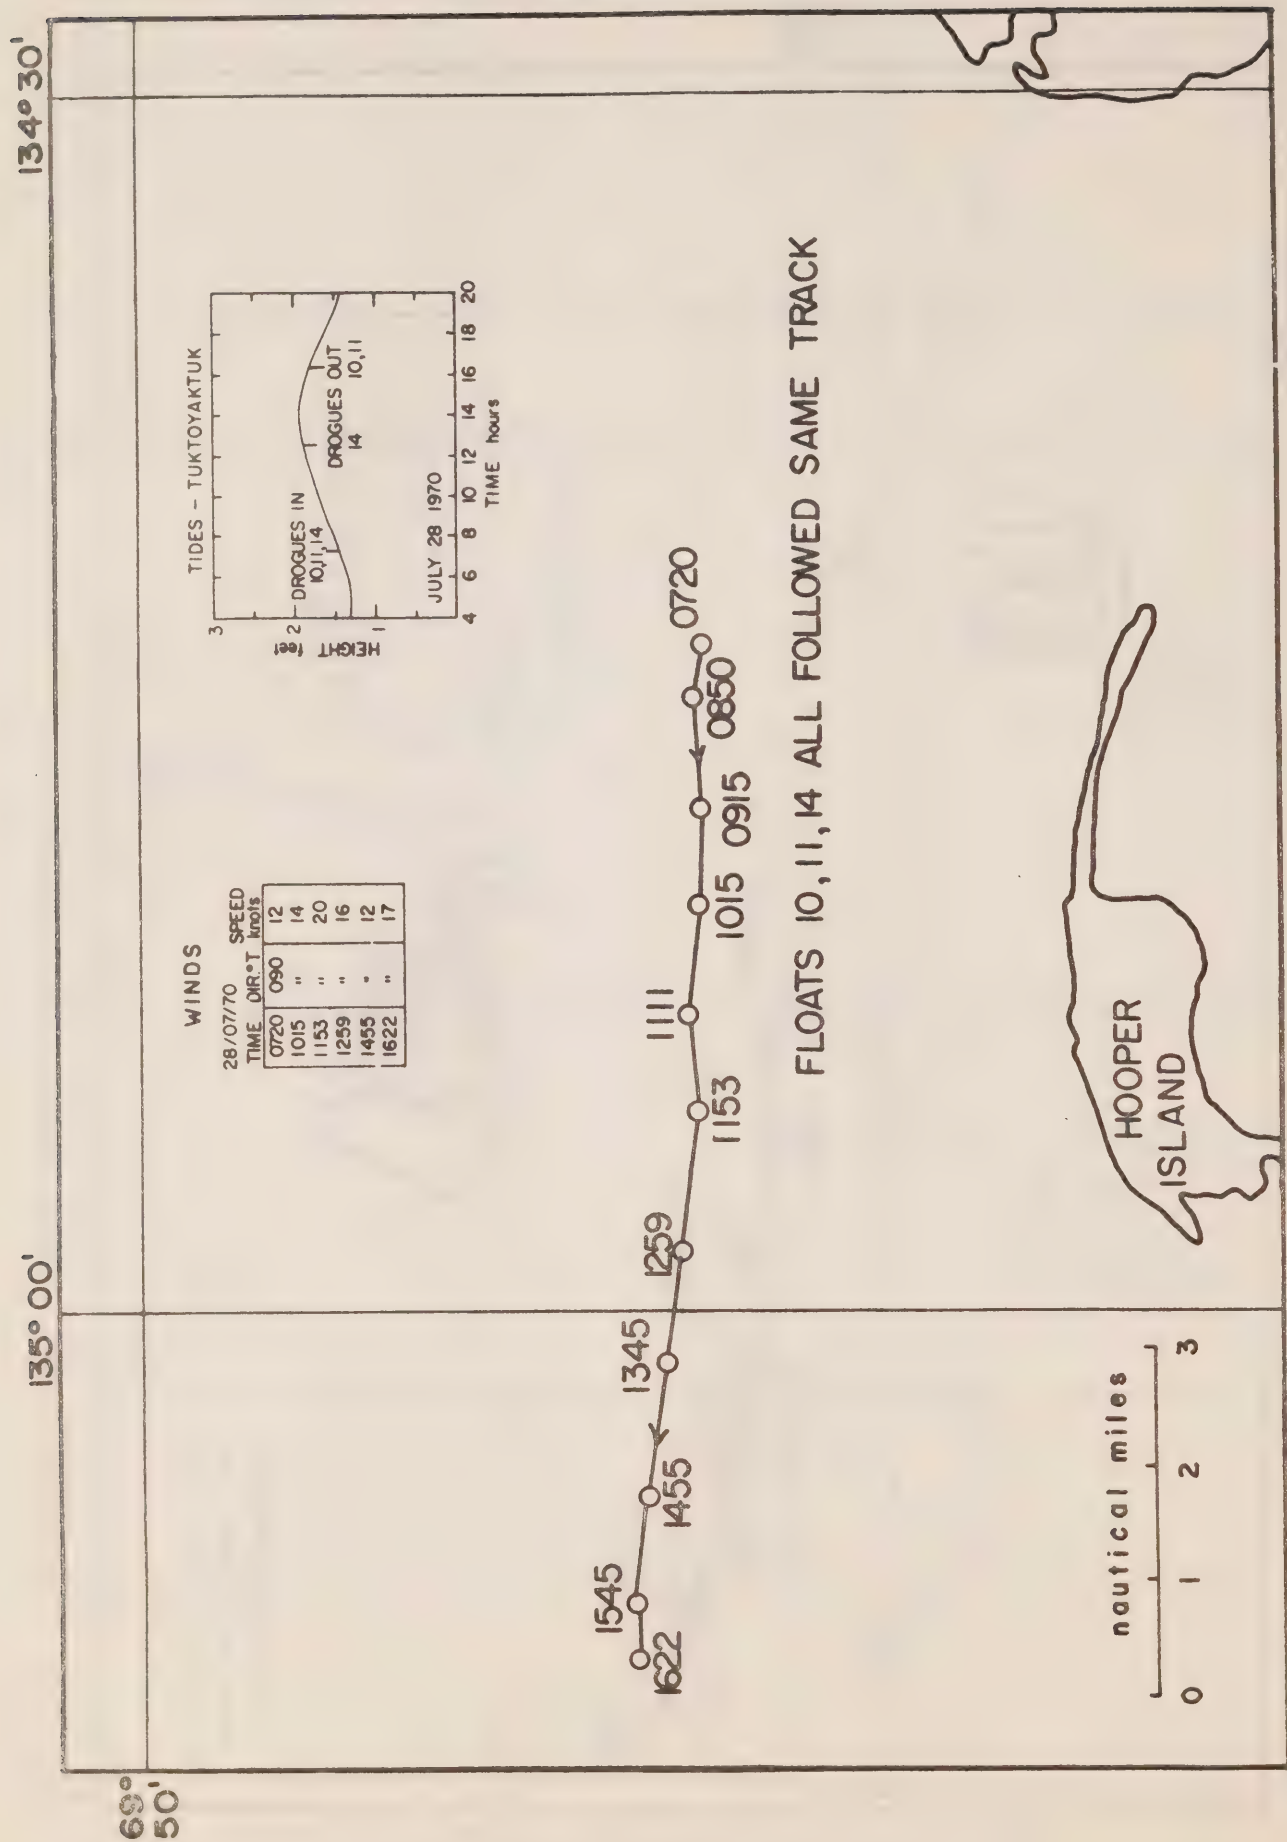 135° 00'
134° 30'
69°
50'
WINDS
28/07/70
TIME DIR.°T SPEED knots
0720 090 12
1015 " 14
1153 " 20
1259 " 16
1455 " 12
1622 " 17
TIDES - TUKTOYAKTUK
HEIGHT feet
3
2
1
DROGUES IN
10,11,14
DROGUES OUT
14 10,11
JULY 28 1970
4 6 8 10 12 14 16 18 20
TIME hours
1622
1545
1455
1345
1259
1153
1111
1015
0915
0850
0720
FLOATS 10, 11, 14 ALL FOLLOWED SAME TRACK
HOOPER
ISLAND
nautical miles
0 1 2 3